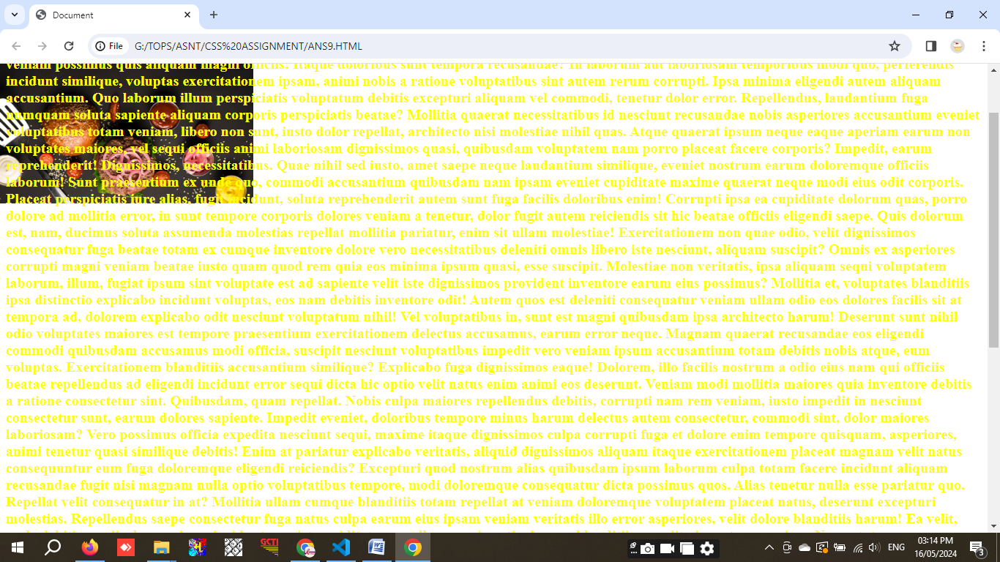 Document
File
G:/TOPS/ASNT/CSS%20ASSIGNMENT/ANS9.HTML
veniam possimus quis aliquam magni officiis! Itaque doloribus sunt tempora recusandae! In laborum aut laboriosam temporibus modi quo, perferendis
incidunt similique, voluptas exercitationem ipsam, animi nobis a ratione voluptatibus sint autem rerum corrupti. Ipsa minima eligendi autem aliquam
accusantium. Quo laborum illum perspiciatis voluptatum debitis excepturi aliquam vel commodi, tenetur dolor error. Repellendus, laudantium fuga
numquam soluta sapiente aliquam corporis perspiciatis beatae? Mollitia quaerat necessitatibus id nesciunt recusandae nobis asperiores accusantium eveniet
voluptatibus totam veniam, libero non sunt, iusto dolor repellat, architecto nisi molestiae nihil quas. Atque quaerat ipsum neque eaque aperiam earum non
voluptates maiores, vel sequi officiis animi laboriosam dignissimos quasi, quibusdam voluptatem nam porro placeat facere corporis? Impedit, earum
reprehenderit! Dignissimos, necessitatibus. Quae nihil sed iusto, amet saepe neque laudantium similique, eveniet nostrum earum doloremque officiis
laborum! Sunt praesentium ex unde quo, commodi accusantium quibusdam nam ipsam eveniet cupiditate maxime quaerat neque modi eius odit corporis.
Placeat perspiciatis iure alias, fugit incidunt, soluta reprehenderit autem sunt fuga facilis doloribus enim! Corrupti ipsa ea cupiditate dolorum quas, porro
dolore ad mollitia error, in sunt tempore corporis dolores veniam a tenetur, dolor fugit autem reiciendis sit hic beatae officiis eligendi saepe. Quis dolorum
est, nam, ducimus soluta assumenda molestias repellat mollitia pariatur, enim sit ullam molestiae! Exercitationem non quae odio, velit dignissimos
consequatur fuga beatae totam ex cumque inventore dolore vero necessitatibus deleniti omnis libero iste nesciunt, aliquam suscipit? Omnis ex asperiores
corrupti magni veniam beatae iusto quam quod rem quia eos minima ipsum quasi, esse suscipit. Molestiae non veritatis, ipsa aliquam sequi voluptatem
laborum, illum, fugiat ipsum sint voluptate est ad sapiente velit iste dignissimos provident inventore earum eius possimus? Mollitia et, voluptates blanditiis
ipsa distinctio explicabo incidunt voluptas, eos nam debitis inventore odit! Autem quos est deleniti consequatur veniam ullam odio eos dolores facilis sit at
tempora ad, dolorem explicabo odit nesciunt voluptatum nihil! Vel voluptatibus in, sunt est magni quibusdam ipsa architecto harum! Deserunt sunt nihil
odio voluptates maiores est tempore praesentium exercitationem delectus accusamus, earum error neque. Magnam quaerat recusandae eos eligendi
commodi quibusdam accusamus modi officia, suscipit nesciunt voluptatibus impedit vero veniam ipsum accusantium totam debitis nobis atque, eum
voluptas. Exercitationem blanditiis accusantium similique? Explicabo fuga dignissimos eaque! Dolorem, illo facilis nostrum a odio eius nam qui officiis
beatae repellendus ad eligendi incidunt error sequi dicta hic optio velit natus enim animi eos deserunt. Veniam modi mollitia maiores quia inventore debitis
a ratione consectetur sint. Quibusdam, quam repellat. Nobis culpa maiores repellendus debitis, corrupti nam rem veniam, iusto impedit in nesciunt
consectetur sunt, earum dolores sapiente. Impedit eveniet, doloribus tempore minus harum delectus autem consectetur, commodi sint, dolor maiores
laboriosam? Vero possimus officia expedita nesciunt sequi, maxime itaque dignissimos culpa corrupti fuga et dolore enim tempore quisquam, asperiores,
animi tenetur quasi similique debitis! Enim at pariatur explicabo veritatis, aliquid dignissimos aliquam itaque exercitationem placeat magnam velit natus
consequuntur eum fuga doloremque eligendi reiciendis? Excepturi quod nostrum alias quibusdam ipsum laborum culpa totam facere incidunt aliquam
recusandae fugit nisi magnam nulla optio voluptatibus tempore, modi doloremque consequatur dicta possimus quos. Alias tenetur nulla esse pariatur quo.
Repellat velit consequatur in at? Mollitia ullam cumque blanditiis totam repellat at veniam doloremque voluptatem placeat natus, deserunt excepturi
molestias. Repellendus saepe consectetur fuga natus culpa earum eius ipsam veniam veritatis illo error asperiores, velit dolore blanditiis harum! Ea velit,
GCTI
ENG
03:14 PM
16/05/2024
3